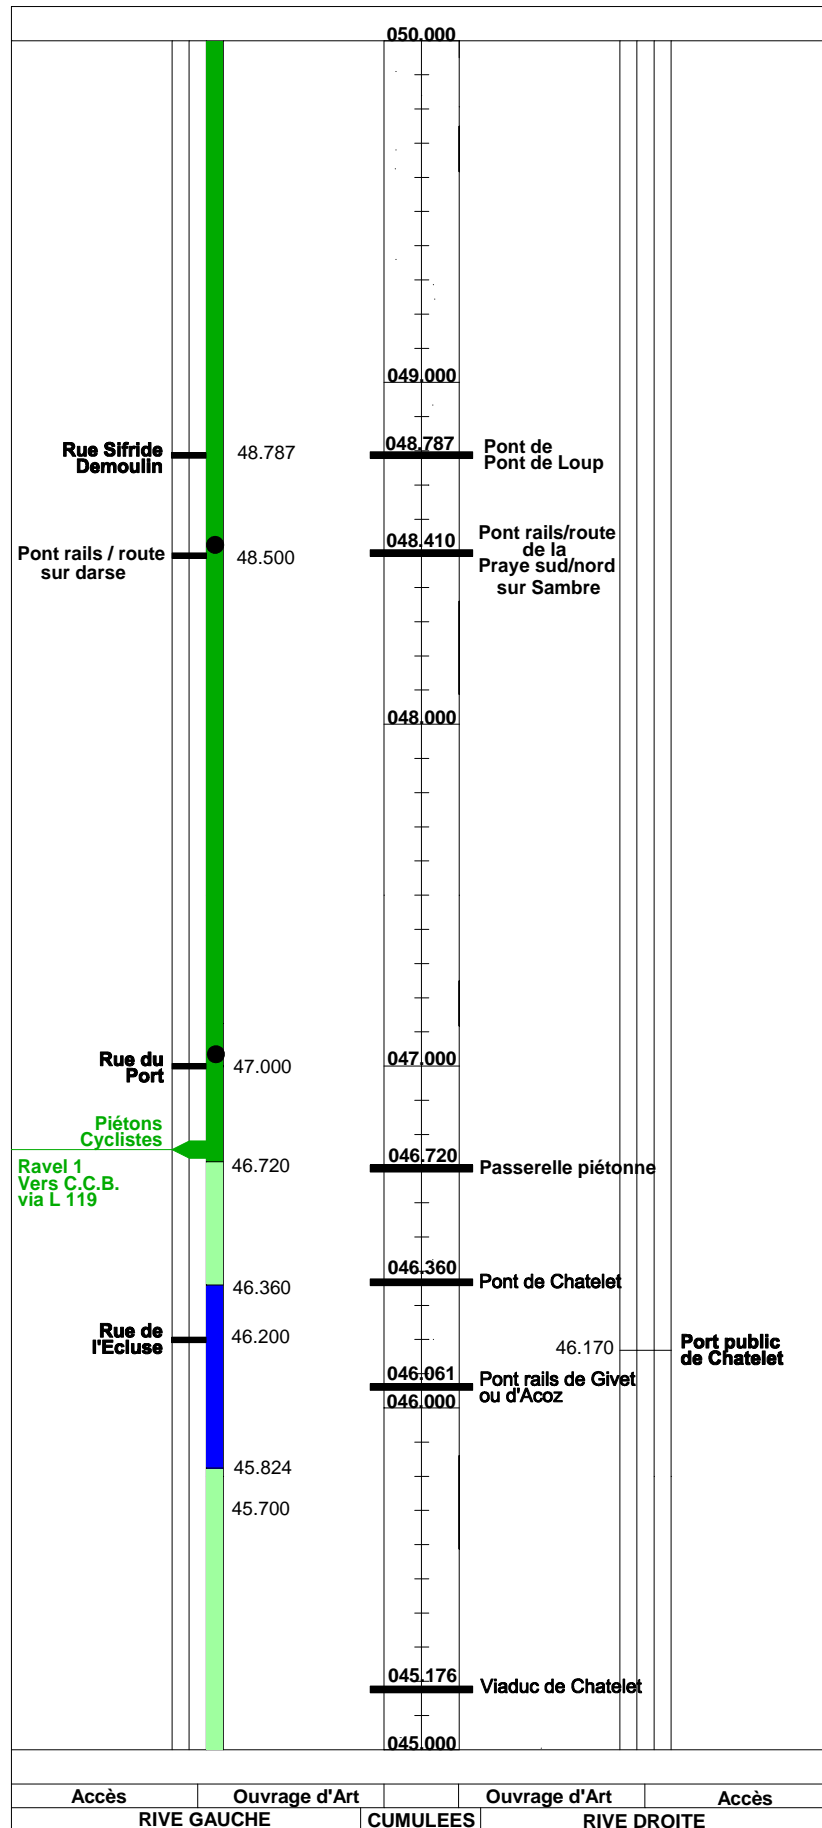 050.000
049.000
Rue Sifride
Demoulin
48.787
048.787
Pont de
Pont de Loup
Pont rails / route
sur darse
48.500
048.410
Pont rails/route
de la
Praye sud/nord
sur Sambre
048.000
Rue du
Port
47.000
047.000
Piétons
Cyclistes
Ravel 1
Vers C.C.B.
via L 119
46.720
046.720
Passerelle piétonne
46.360
046.360
Pont de Chatelet
Rue de
l'Ecluse
46.200
46.170
Port public
de Chatelet
046.061
Pont rails de Givet
ou d'Acoz
046.000
45.824
45.700
045.176
Viaduc de Chatelet
045.000
Accès
Ouvrage d'Art
Ouvrage d'Art
Accès
RIVE GAUCHE
CUMULEES
RIVE DROITE